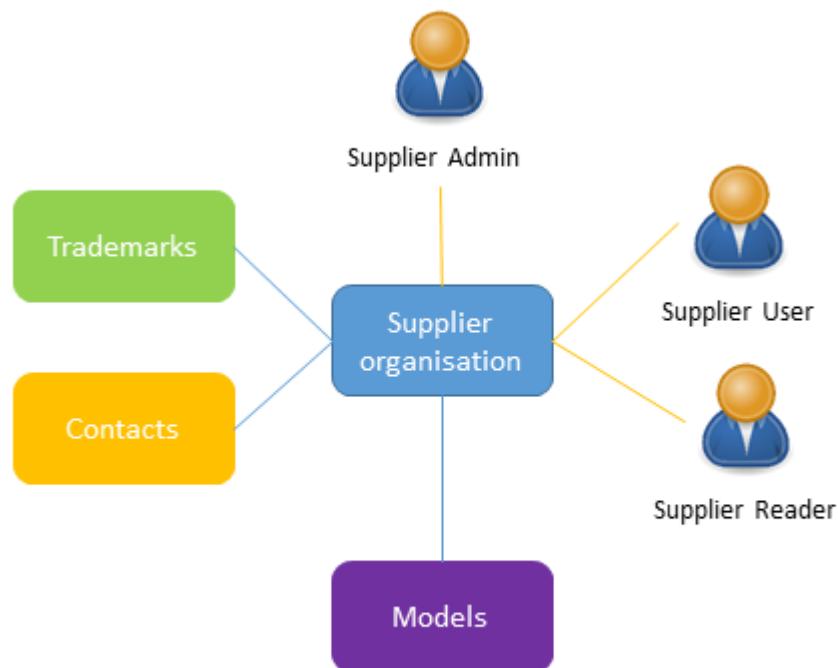 Supplier Admin
Trademarks
Supplier
organisation
Supplier User
Contacts
Supplier Reader
Models